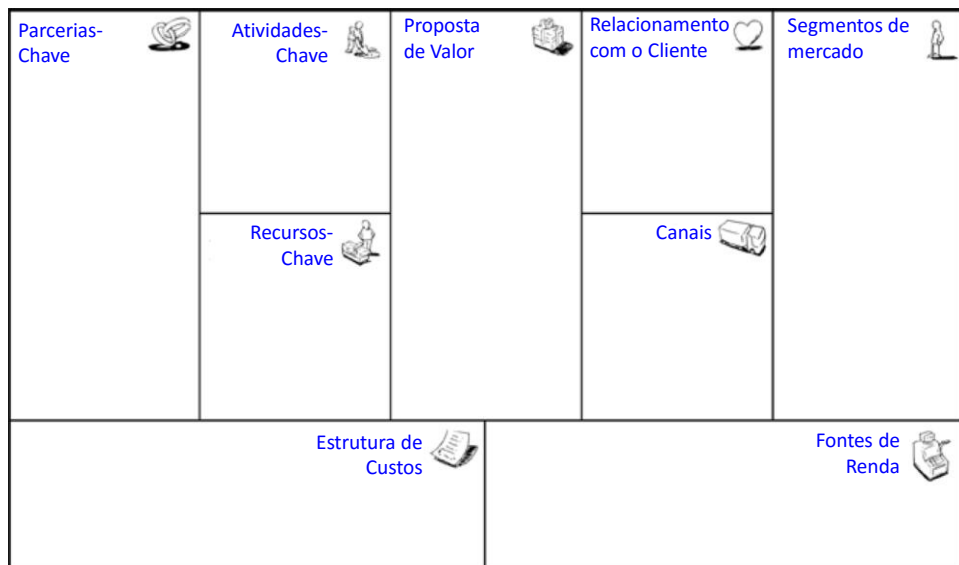 Parcerias-
Chave
Atividades-
Chave
Proposta
de Valor
Relacionamento
com o Cliente
Segmentos de
mercado
Recursos-
Chave
Canais
Estrutura de
Custos
Fontes de
Renda